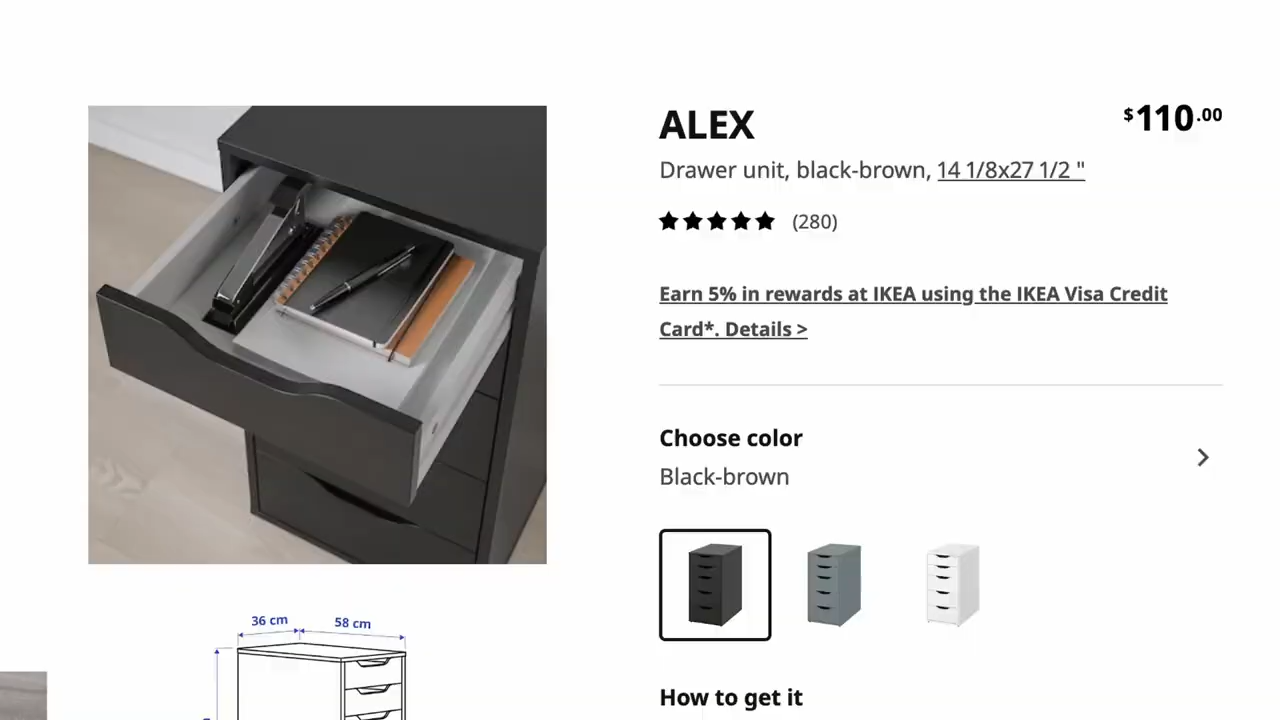 ALEX
$110.00
Drawer unit, black-brown, 14 1/8x27 1/2 "
(280)
Earn 5% in rewards at IKEA using the IKEA Visa Credit
Card*. Details >
Choose color
Black-brown
36 cm
58 cm
How to get it